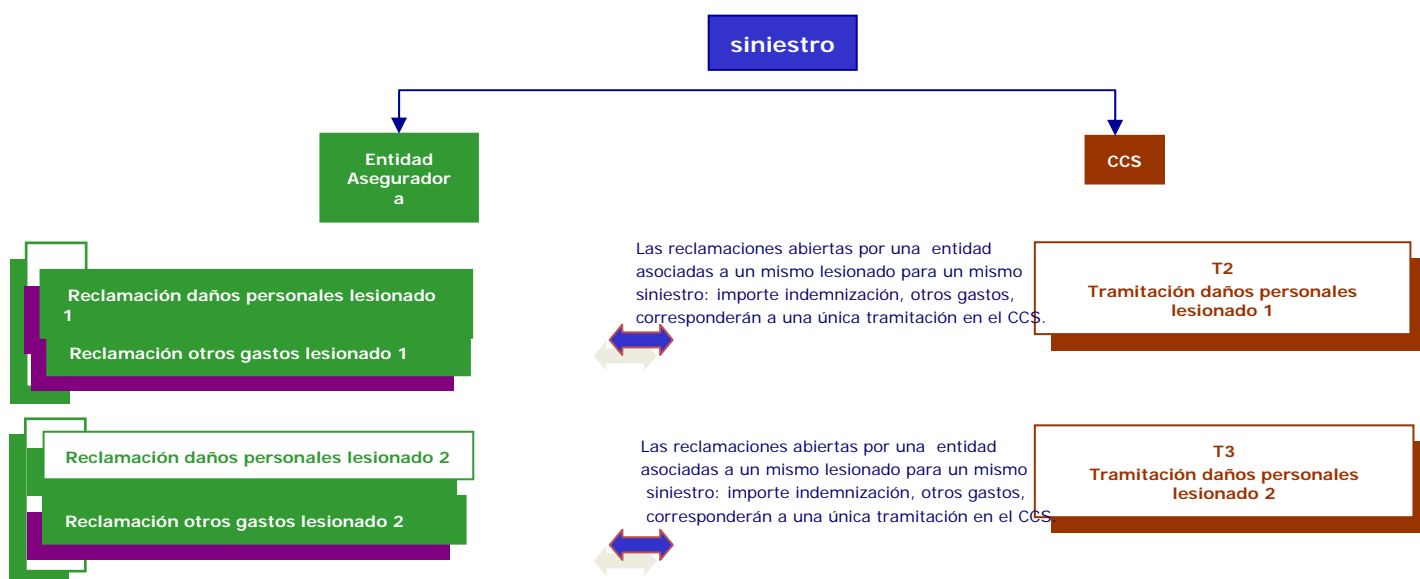 siniestro
Entidad
Asegurador
a
CCS
Reclamación daños personales lesionado
1
Reclamación otros gastos lesionado 1
Las reclamaciones abiertas por una entidad
asociadas a un mismo lesionado para un mismo
siniestro: importe indemnización, otros gastos,
corresponderán a una única tramitación en el CCS.
T2
Tramitación daños personales
lesionado 1
Reclamación daños personales lesionado 2
Reclamación otros gastos lesionado 2
Las reclamaciones abiertas por una entidad
asociadas a un mismo lesionado para un mismo
siniestro: importe indemnización, otros gastos,
corresponderán a una única tramitación en el CCS.
T3
Tramitación daños personales
lesionado 2